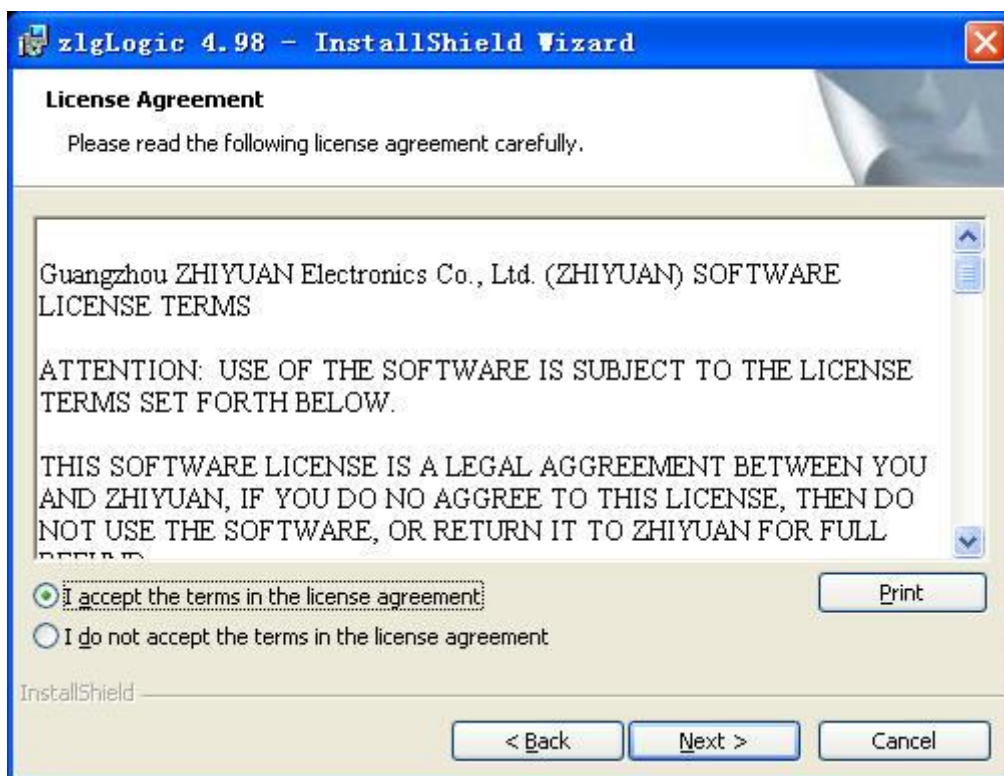 zlgLogic 4.98 - InstallShield Wizard
License Agreement
Please read the following license agreement carefully.
Guangzhou ZHIYUAN Electronics Co., Ltd. (ZHIYUAN) SOFTWARE
LICENSE TERMS
ATTENTION:  USE OF THE SOFTWARE IS SUBJECT TO THE LICENSE
TERMS SET FORTH BELOW.
THIS SOFTWARE LICENSE IS A LEGAL AGGREEMENT BETWEEN YOU
AND ZHIYUAN, IF YOU DO NO AGGREE TO THIS LICENSE, THEN DO
NOT USE THE SOFTWARE, OR RETURN IT TO ZHIYUAN FOR FULL
REFUND
I accept the terms in the license agreement
Print
I do not accept the terms in the license agreement
InstallShield
< Back
Next >
Cancel